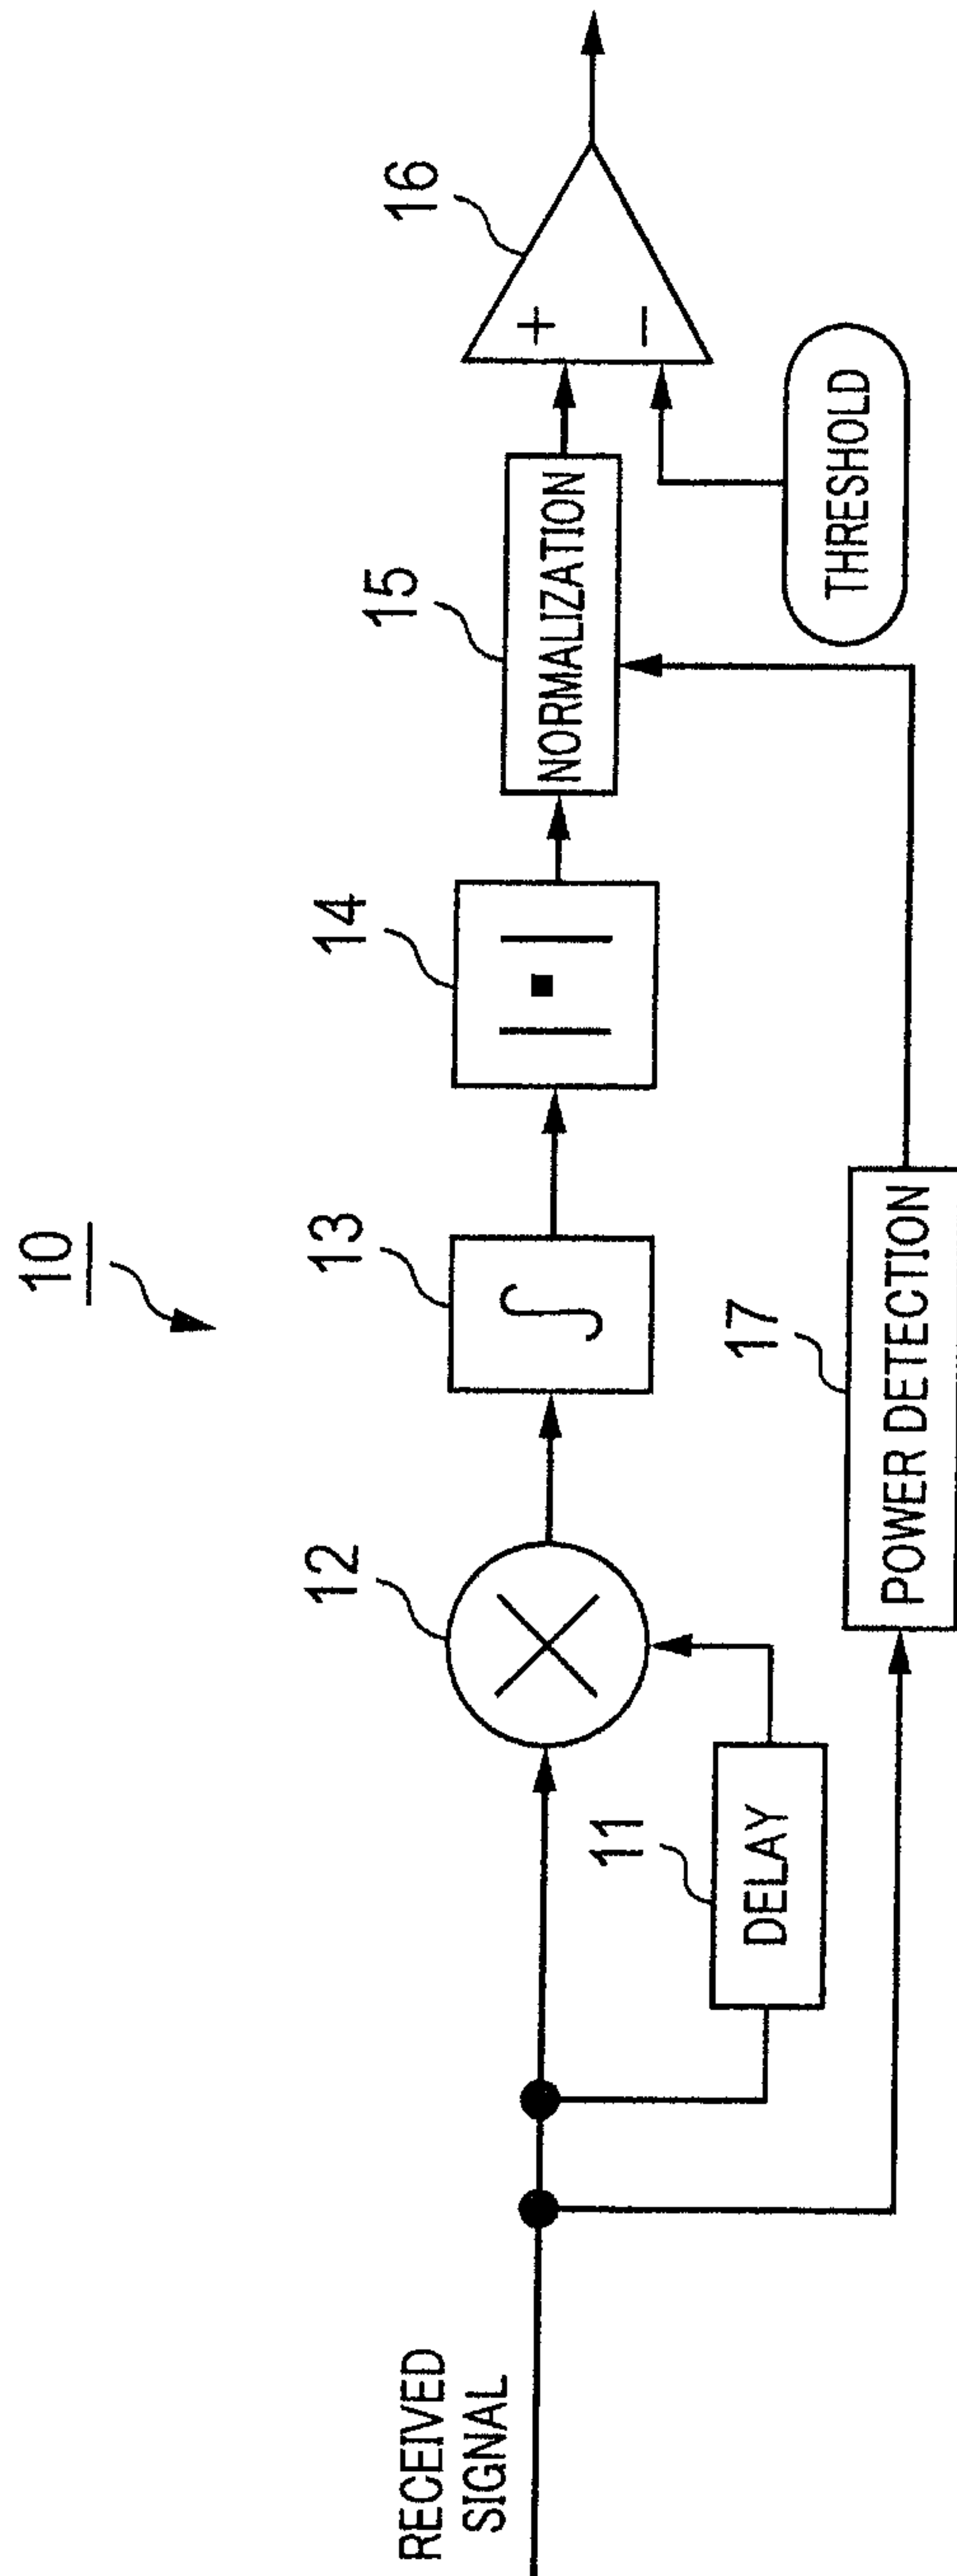 10
RECEIVED
SIGNAL
11
DELAY
12
13
∫
14
|▪|
15
NORMALIZATION
16
+
−
THRESHOLD
17
POWER DETECTION